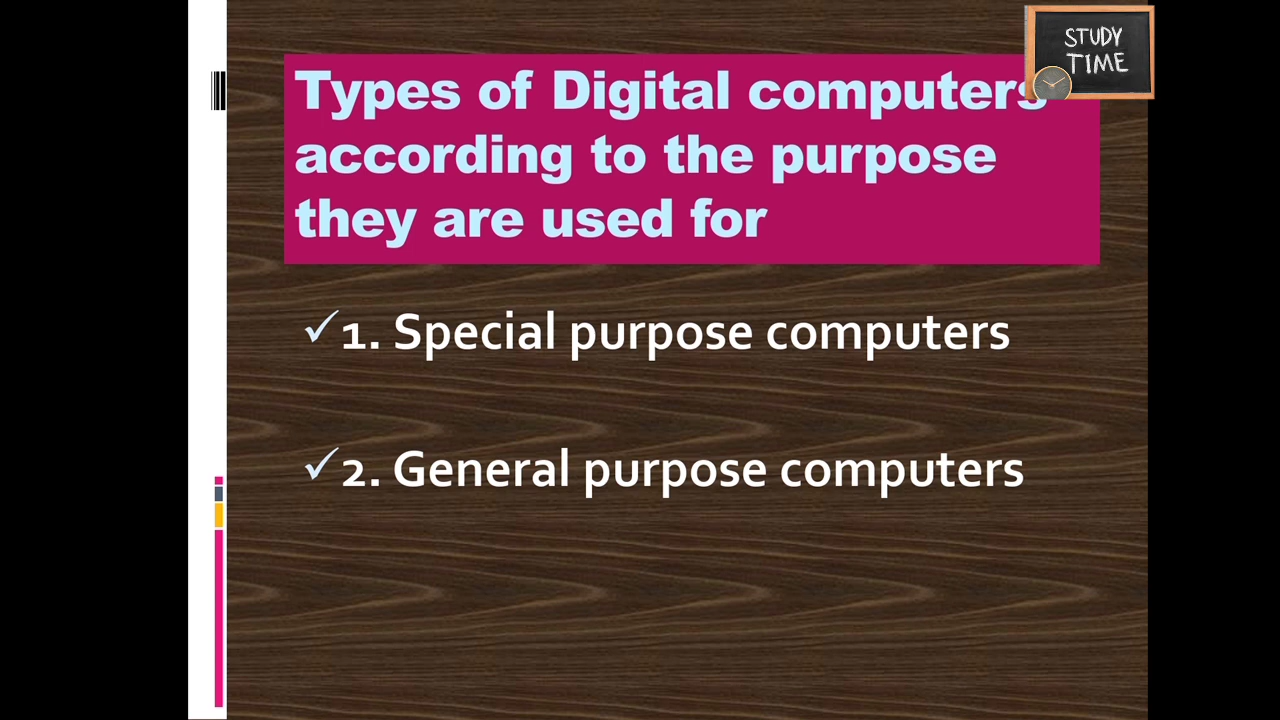 STUDY
TIME
Types of Digital computers
according to the purpose
they are used for
✓1. Special purpose computers
✓2. General purpose computers